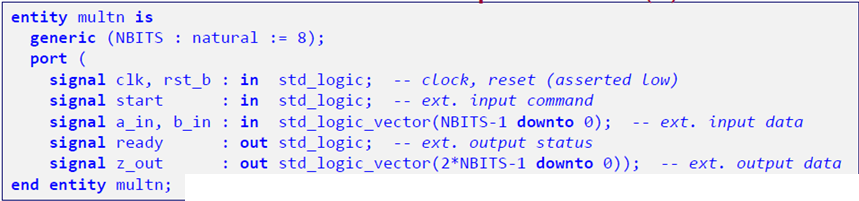 entity multn is
generic (NBITS : natural := 8);
port (
signal clk, rst_b : in std_logic; -- clock, reset (asserted low)
signal start : in std_logic; -- ext. input command
signal a_in, b_in : in std_logic_vector(NBITS-1 downto 0); -- ext. input data
signal ready : out std_logic; -- ext. output status
signal z_out : out std_logic_vector(2*NBITS-1 downto 0)); -- ext. output data
end entity multn;